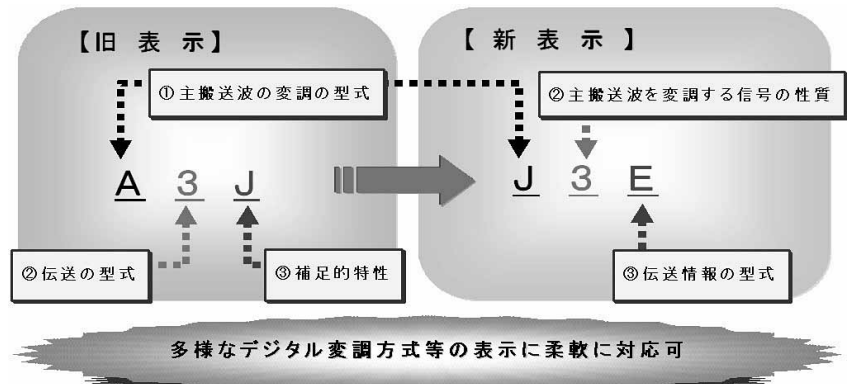 【旧表示】
【新表示】
①主搬送波の変調の型式
②主搬送波を変調する信号の性質
A 3 J
J 3 E
②伝送の型式
③補足的特性
③伝送情報の型式
多様なデジタル変調方式等の表示に柔軟に対応可